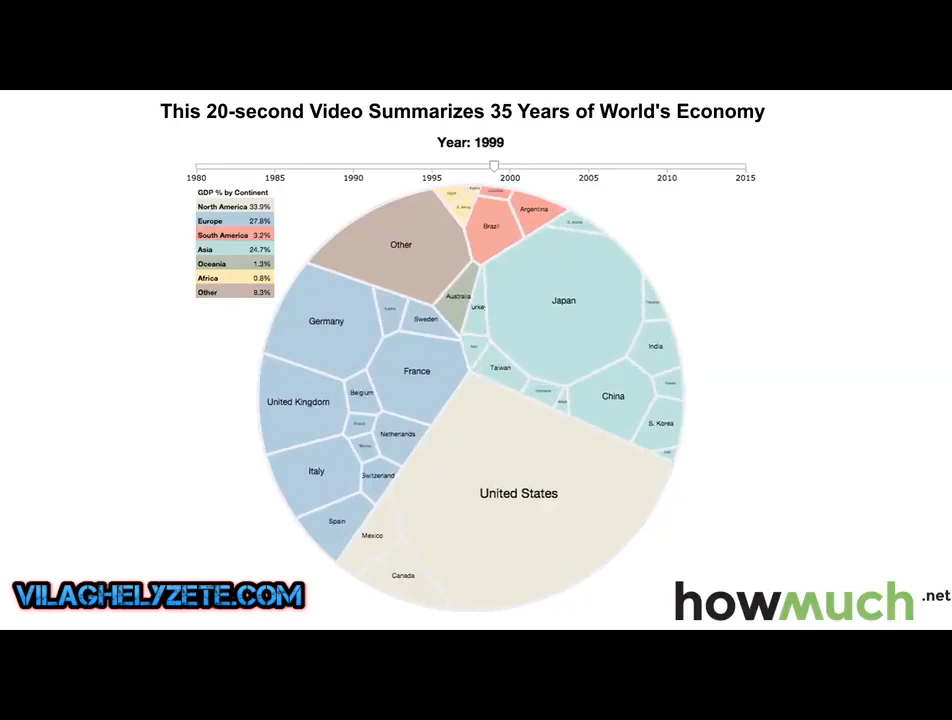 This 20-second Video Summarizes 35 Years of World's Economy
Year: 1999
1980 1985 1990 1995 2000 2005 2010 2015
GDP % by Continent
North America 33.9%
Europe 27.8%
South America 3.2%
Asia 24.7%
Oceania 1.3%
Africa 0.8%
Other 8.3%
Argentina
Brazil
Other
Australia
Japan
urke
Germany
Sweden
India
Taiwan
France
China
Belgium
United Kingdom
S. Korea
Netherlands
Italy
Switzerland
United States
Spain
Mexico
Canada
VILAGHELYZETE.COM
howmuch.net